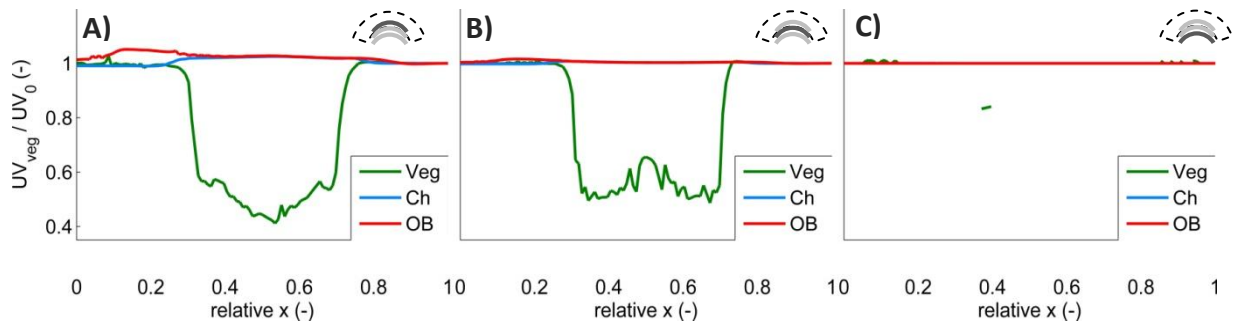 A)
B)
C)
UV_veg / UV_0 (-)
1
0.8
0.6
0.4
Veg
Ch
OB
Veg
Ch
OB
Veg
Ch
OB
0 0.2 0.4 0.6 0.8 10 0.2 0.4 0.6 0.8 10 0.2 0.4 0.6 0.8 1
relative x (-) relative x (-) relative x (-)